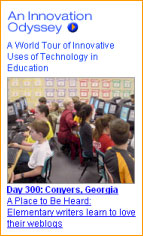 An Innovation
Odyssey
A World Tour of Innovative
Uses of Technology in
Education
Day 300: Conyers, Georgia
A Place to Be Heard:
Elementary writers learn to love
their weblogs